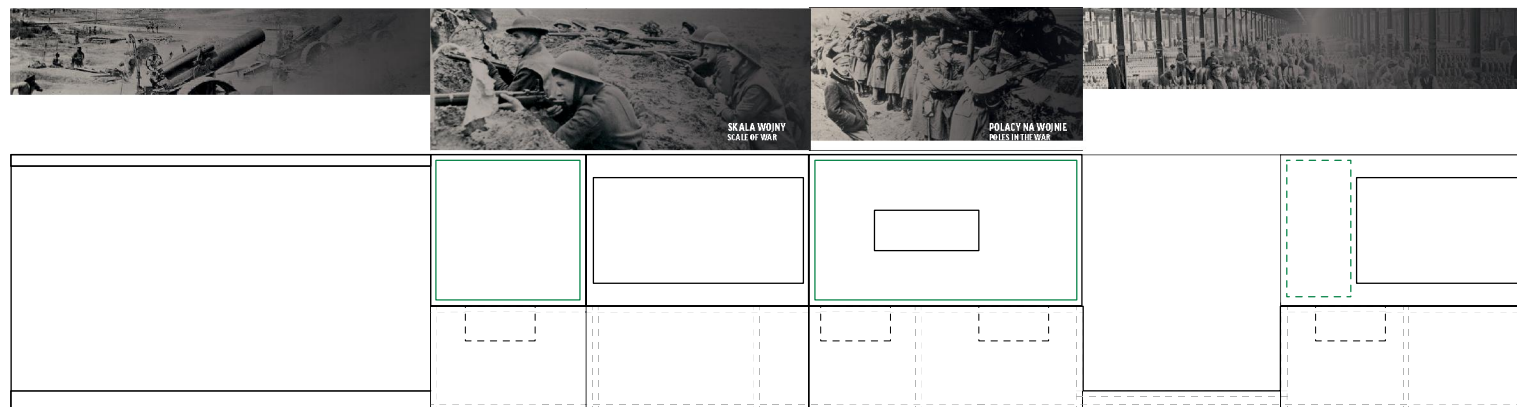 SKALA WOJNY
SCALE OF WAR
POLACY NA WOJNIE
POLES IN THE WAR